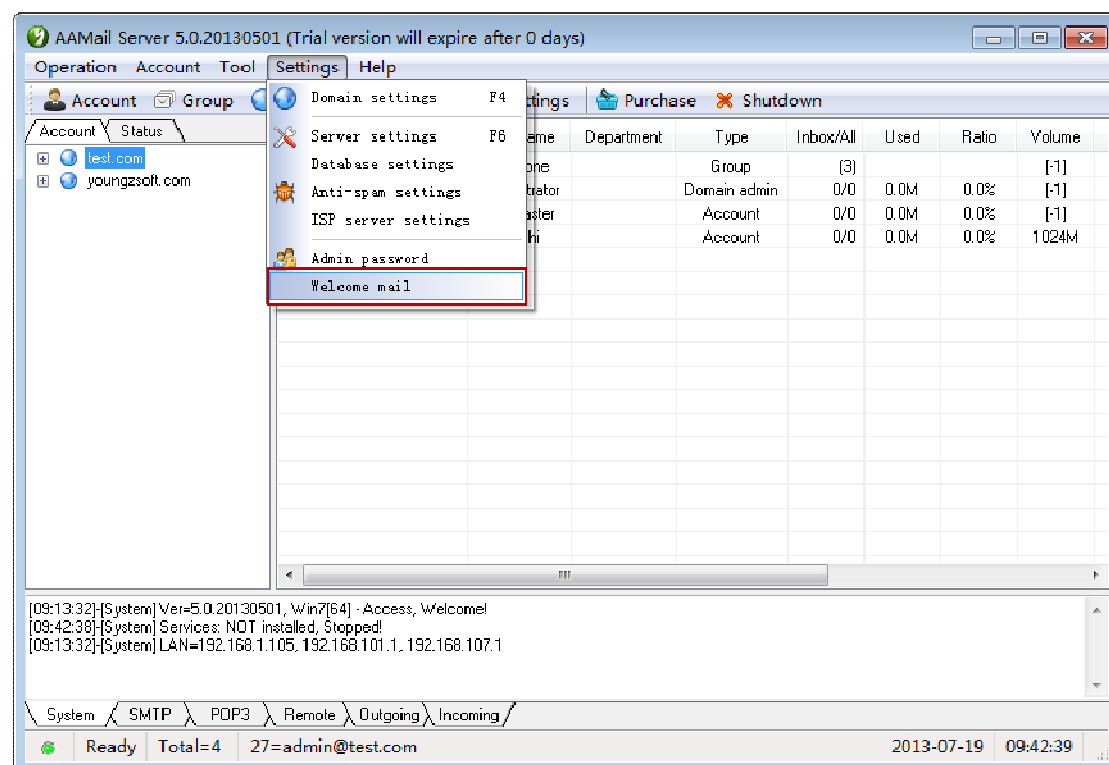 AAMail Server 5.0.20130501 (Trial version will expire after 0 days)
Operation Account Tool Settings Help
Account Group ttings Purchase Shutdown
Domain settings F4
Server settings F6
Database settings
Anti-spam settings
ISP server settings
Admin password
Welcome mail
Account Status
test.com
youngzsoft.com
ame Department Type Inbox/All Used Ratio Volume
one Group (3) [-1]
trator Domain admin 0/0 0.0M 0.0% [-1]
aster Account 0/0 0.0M 0.0% [-1]
hi Account 0/0 0.0M 0.0% 1024M
[09:13:32]-[System] Ver=5.0.20130501, Win7[64] - Access, Welcome!
[09:42:38]-[System] Services: NOT installed, Stopped!
[09:13:32]-[System] LAN=192.168.1.105, 192.168.101.1, 192.168.107.1
System SMTP POP3 Remote Outgoing Incoming
Ready Total=4 27=admin@test.com 2013-07-19 09:42:39